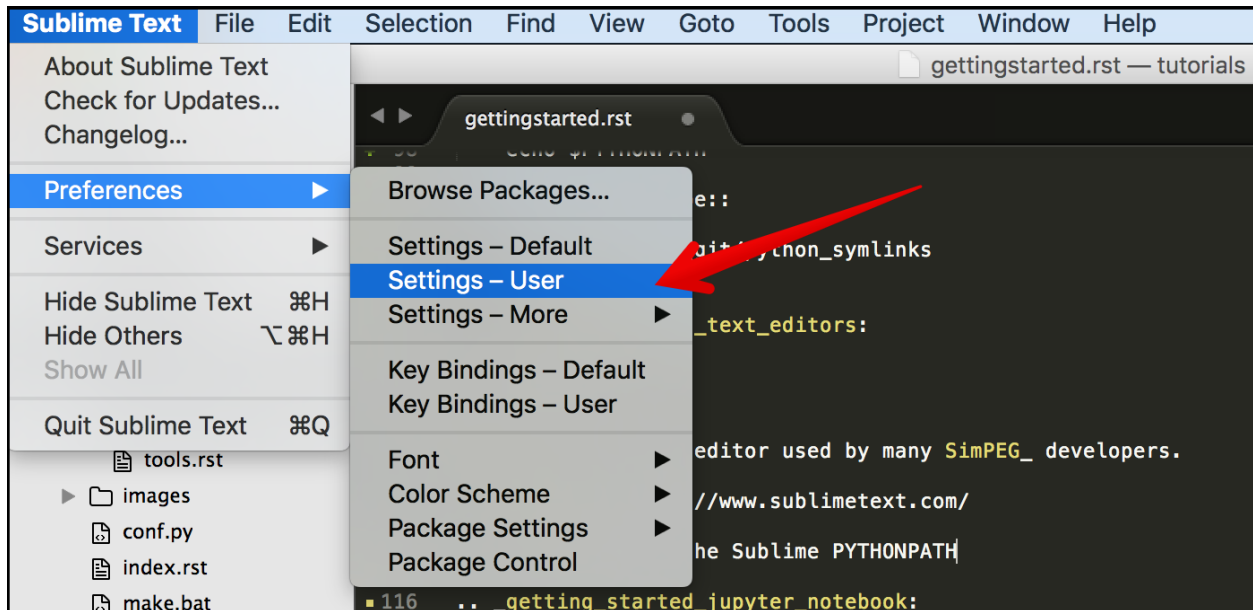 Sublime Text File Edit Selection Find View Goto Tools Project Window Help
gettingstarted.rst — tutorials
About Sublime Text
Check for Updates...
Changelog...
Preferences
Services
Hide Sublime Text ⌘H
Hide Others ⌥⌘H
Show All
Quit Sublime Text ⌘Q
Browse Packages...
Settings – Default
Settings – User
Settings – More
Key Bindings – Default
Key Bindings – User
Font
Color Scheme
Package Settings
Package Control
tools.rst
images
conf.py
index.rst
make.bat
gettingstarted.rst
98 echo $PYTHONPATH
e::
git/python_symlinks
_text_editors:
editor used by many SimPEG_ developers.
//www.sublimetext.com/
he Sublime PYTHONPATH
116 .. _getting_started_jupyter_notebook: